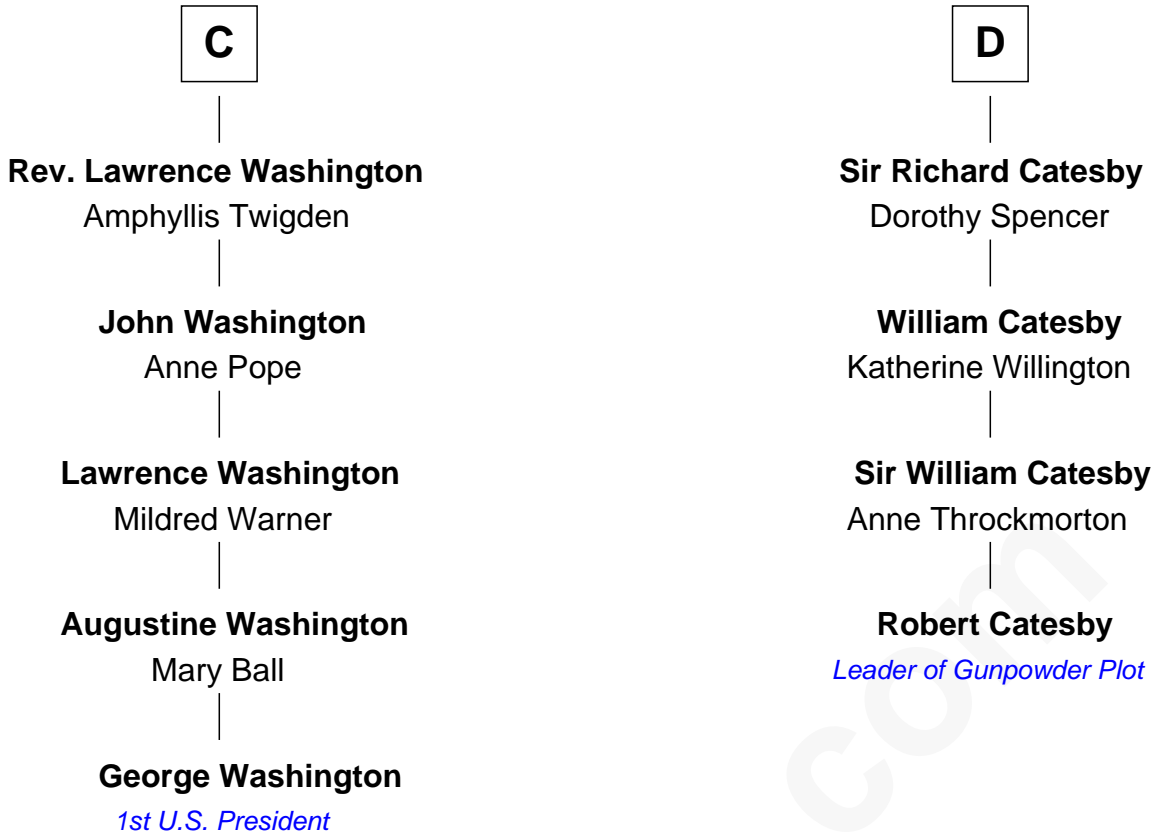 C
Rev. Lawrence Washington
Amphyllis Twigden
John Washington
Anne Pope
Lawrence Washington
Mildred Warner
Augustine Washington
Mary Ball
George Washington
1st U.S. President
D
Sir Richard Catesby
Dorothy Spencer
William Catesby
Katherine Willington
Sir William Catesby
Anne Throckmorton
Robert Catesby
Leader of Gunpowder Plot
com